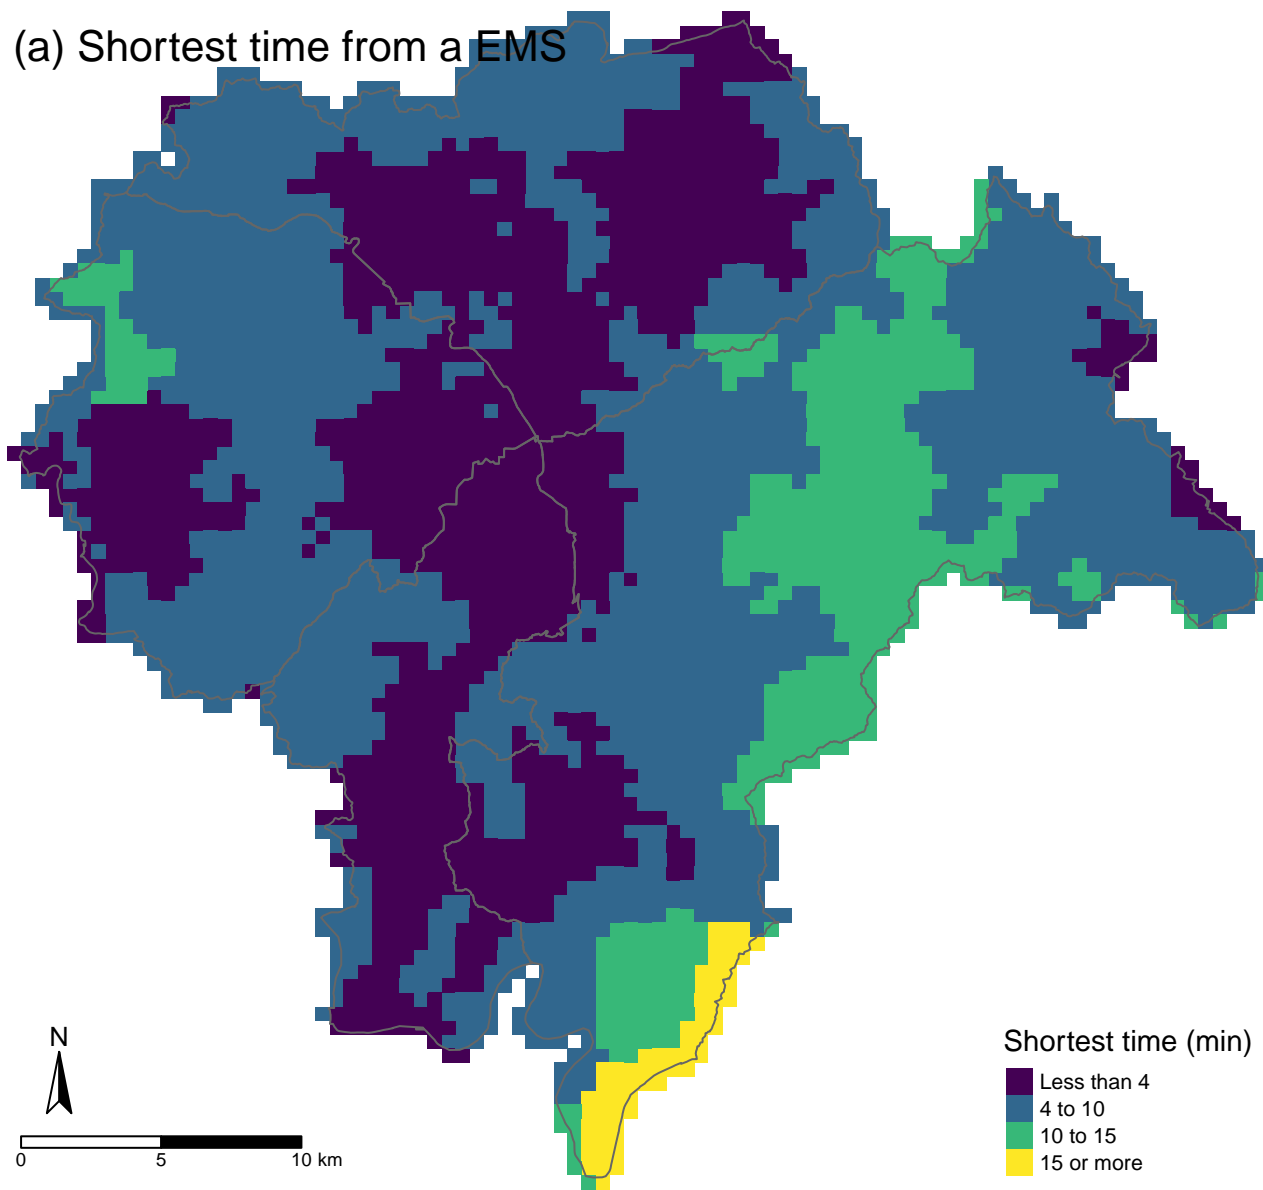 (a) Shortest time from a EMS
N
0 5 10 km
Shortest time (min)
Less than 4
4 to 10
10 to 15
15 or more